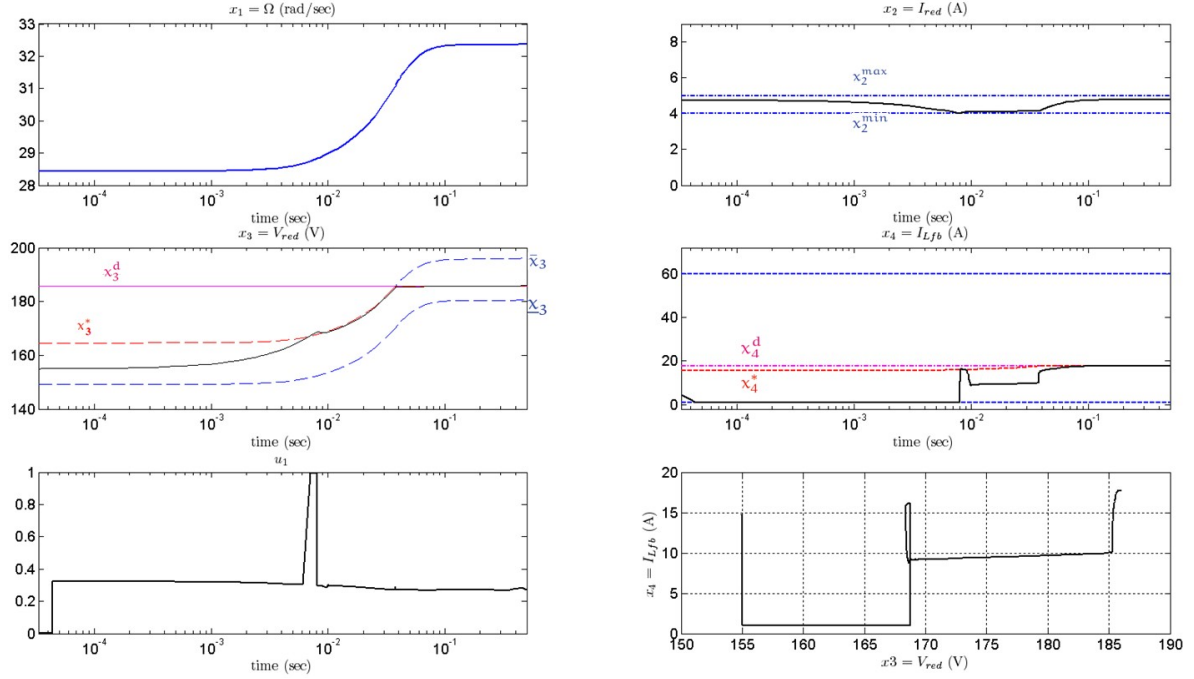 x₁ = Ω (rad/sec)
33
32
31
30
29
28
10⁻⁴ 10⁻³ 10⁻² 10⁻¹
time (sec)
x₂ = I_red (A)
8
6
4
2
0
x₂^max
x₂^min
10⁻⁴ 10⁻³ 10⁻² 10⁻¹
time (sec)
x₃ = V_red (V)
200
180
160
140
x₃^d
x₃^*
x̄₃
x̲₃
10⁻⁴ 10⁻³ 10⁻² 10⁻¹
time (sec)
x₄ = I_Lfb (A)
60
40
20
0
x₄^d
x₄^*
10⁻⁴ 10⁻³ 10⁻² 10⁻¹
time (sec)
u₁
1
0.8
0.6
0.4
0.2
0
10⁻⁴ 10⁻³ 10⁻² 10⁻¹
time (sec)
x₄ = I_Lfb (A)
20
15
10
5
0
150 155 160 165 170 175 180 185 190
x3 = V_red (V)